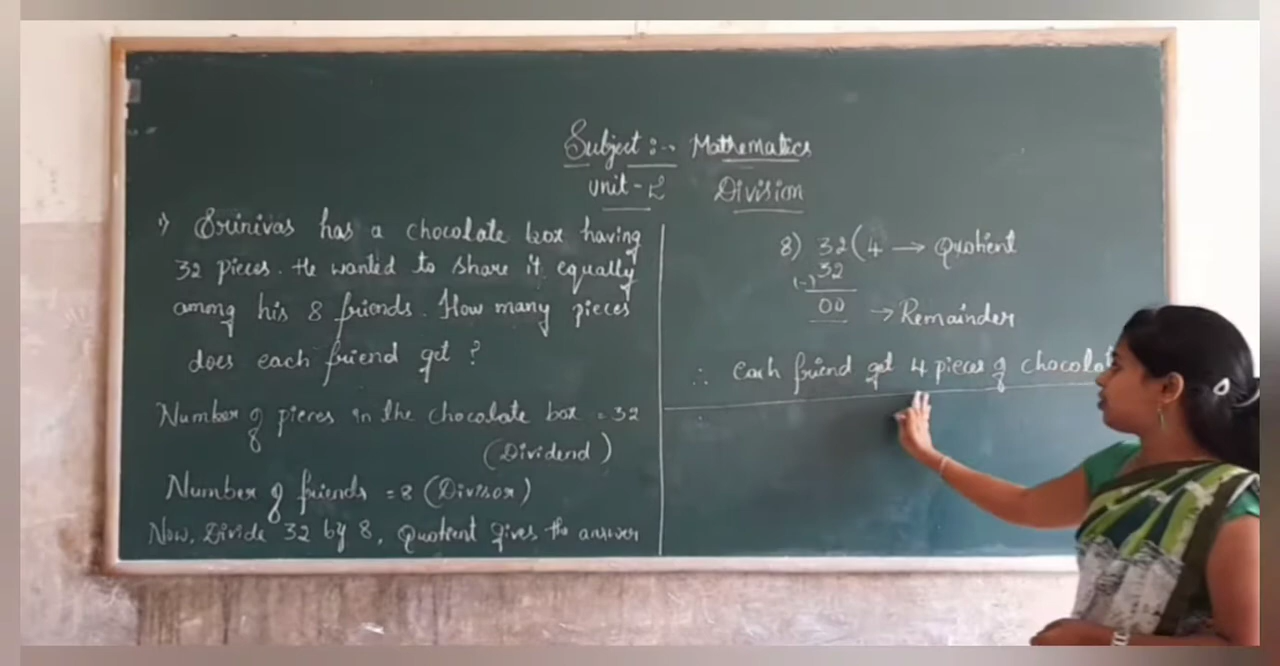 Subject :- Mathematics
Unit - 2 Division
1) Srinivas has a chocolate box having
32 pieces. He wanted to share it equally
among his 8 friends. How many pieces
does each friend get ?
Number of pieces in the chocolate box = 32
(Dividend)
Number of friends = 8 (Divisor)
Now, Divide 32 by 8, Quotient gives the answer
8) 32 (4 → Quotient
(-) 32
00 → Remainder
∴ Each friend get 4 pieces of